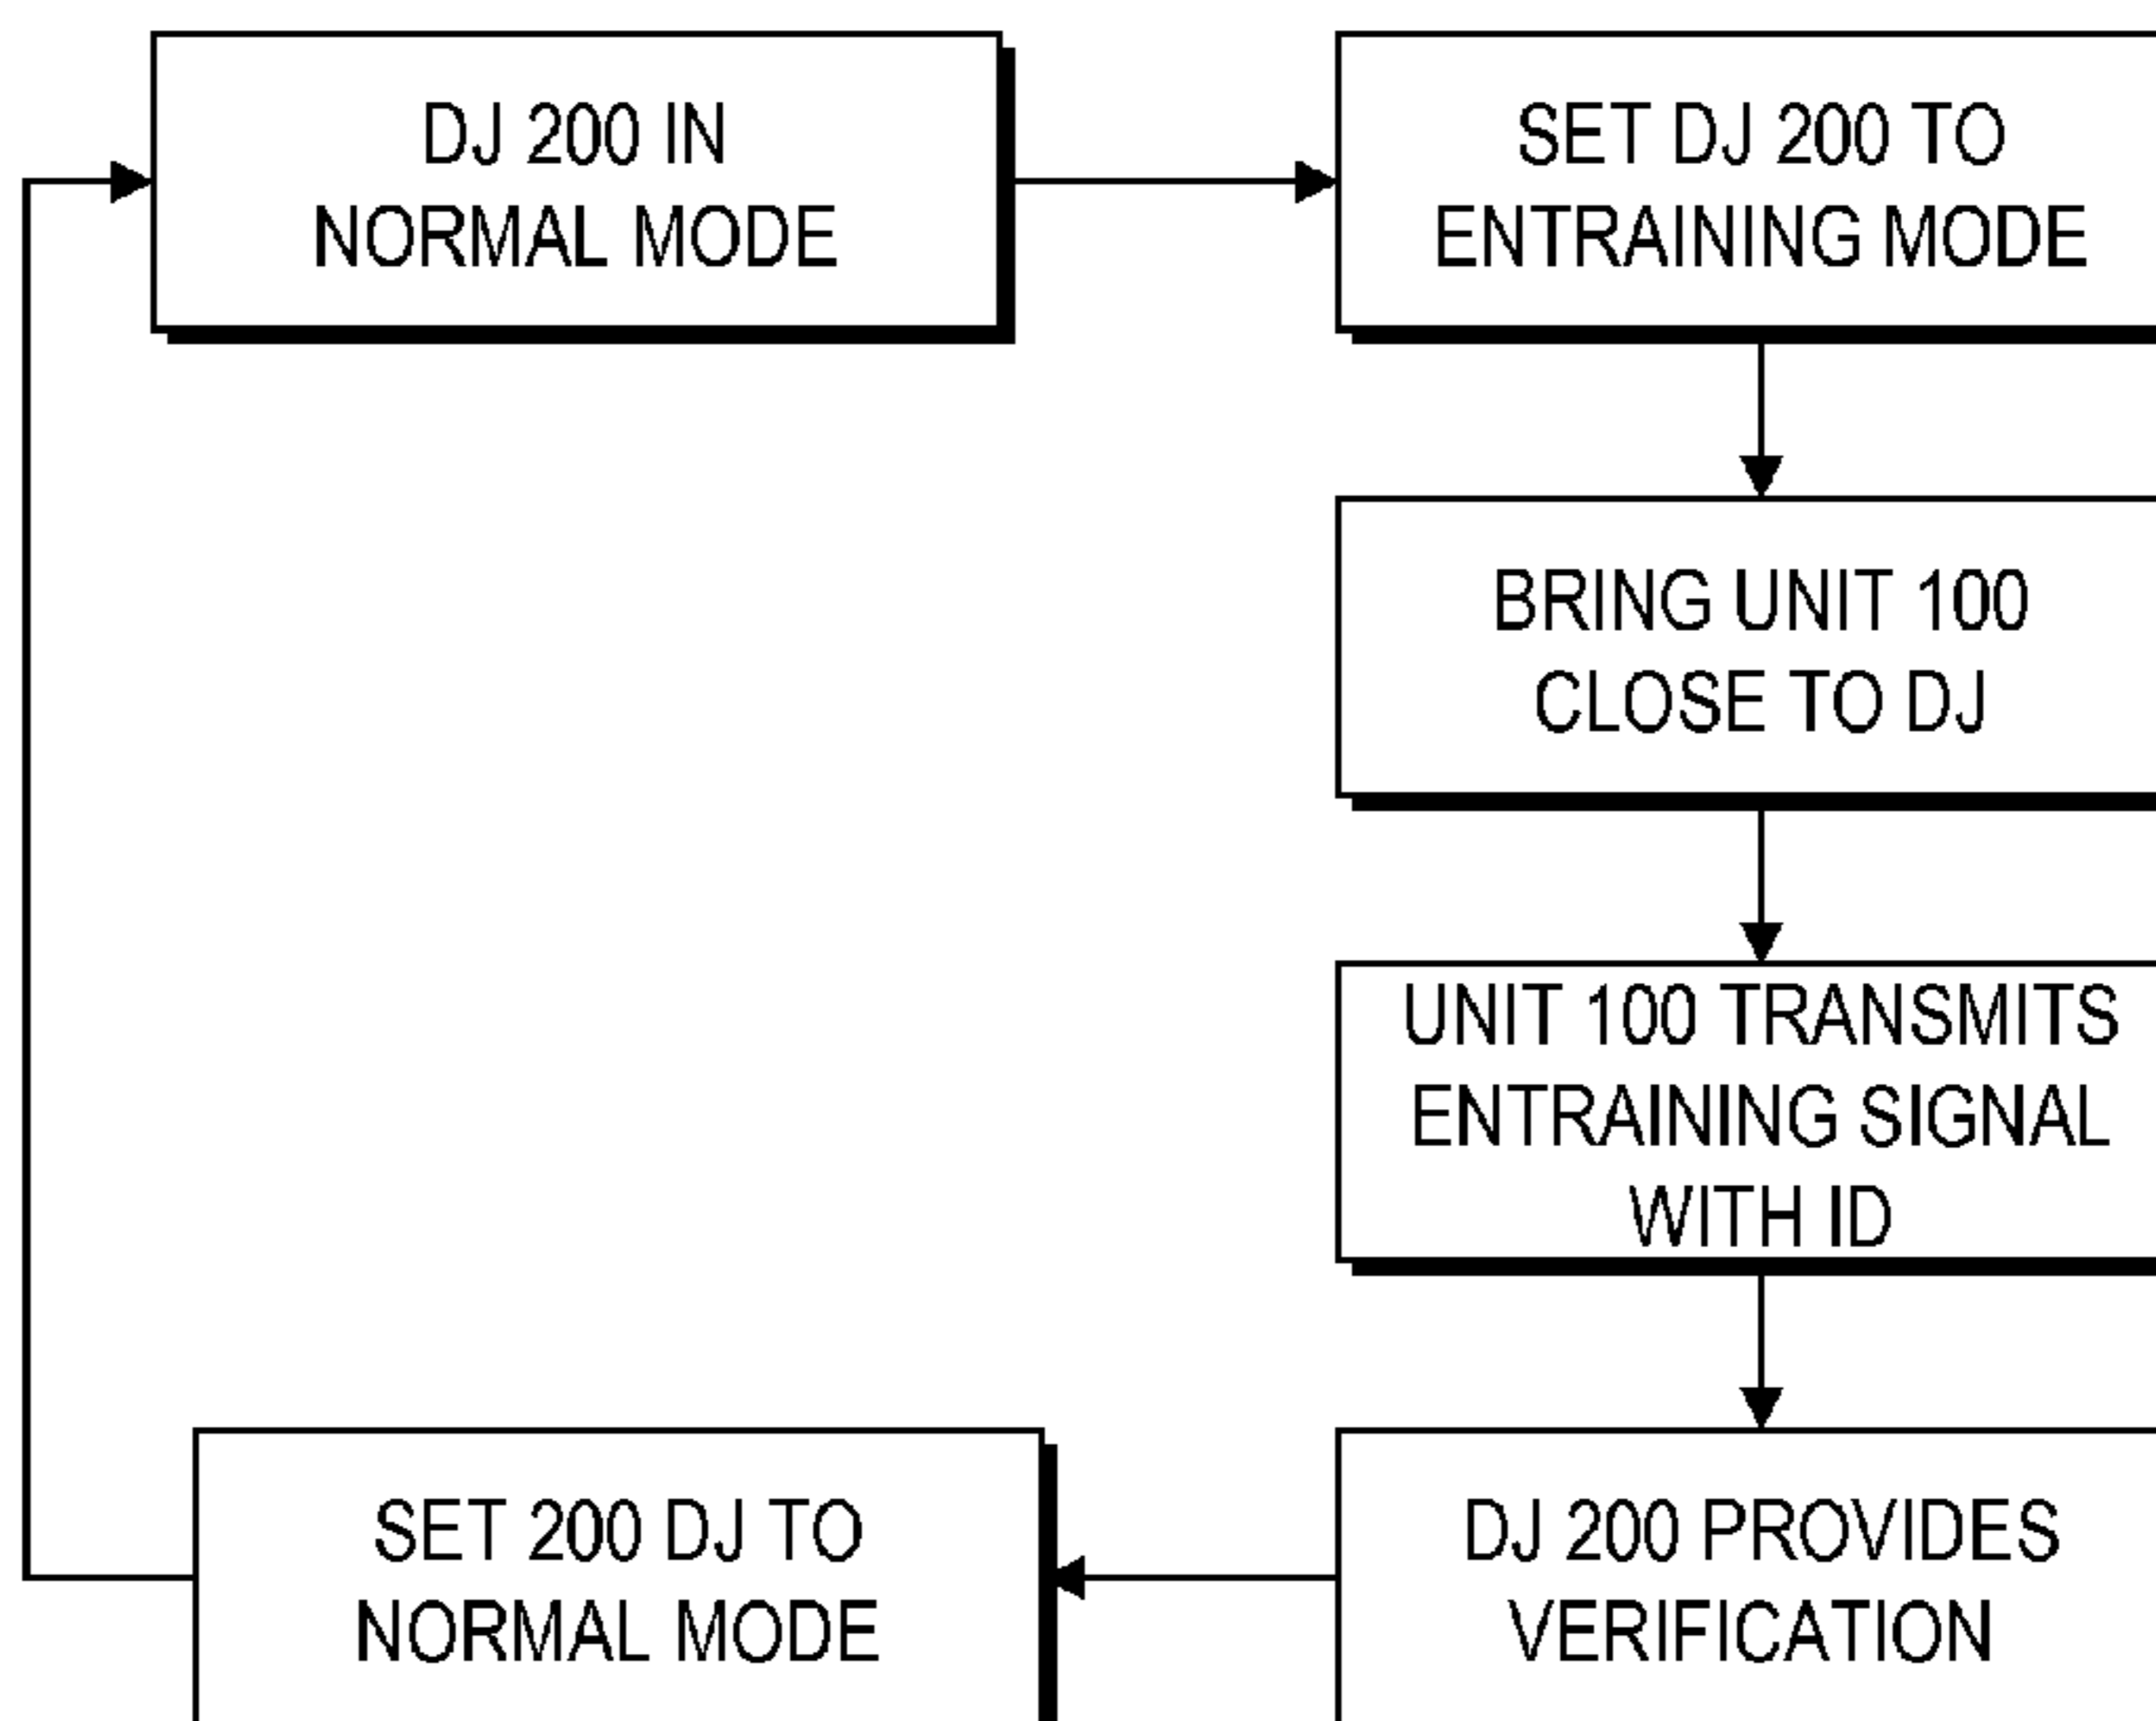 DJ 200 IN
NORMAL MODE
SET DJ 200 TO
ENTRAINING MODE
BRING UNIT 100
CLOSE TO DJ
UNIT 100 TRANSMITS
ENTRAINING SIGNAL
WITH ID
DJ 200 PROVIDES
VERIFICATION
SET 200 DJ TO
NORMAL MODE